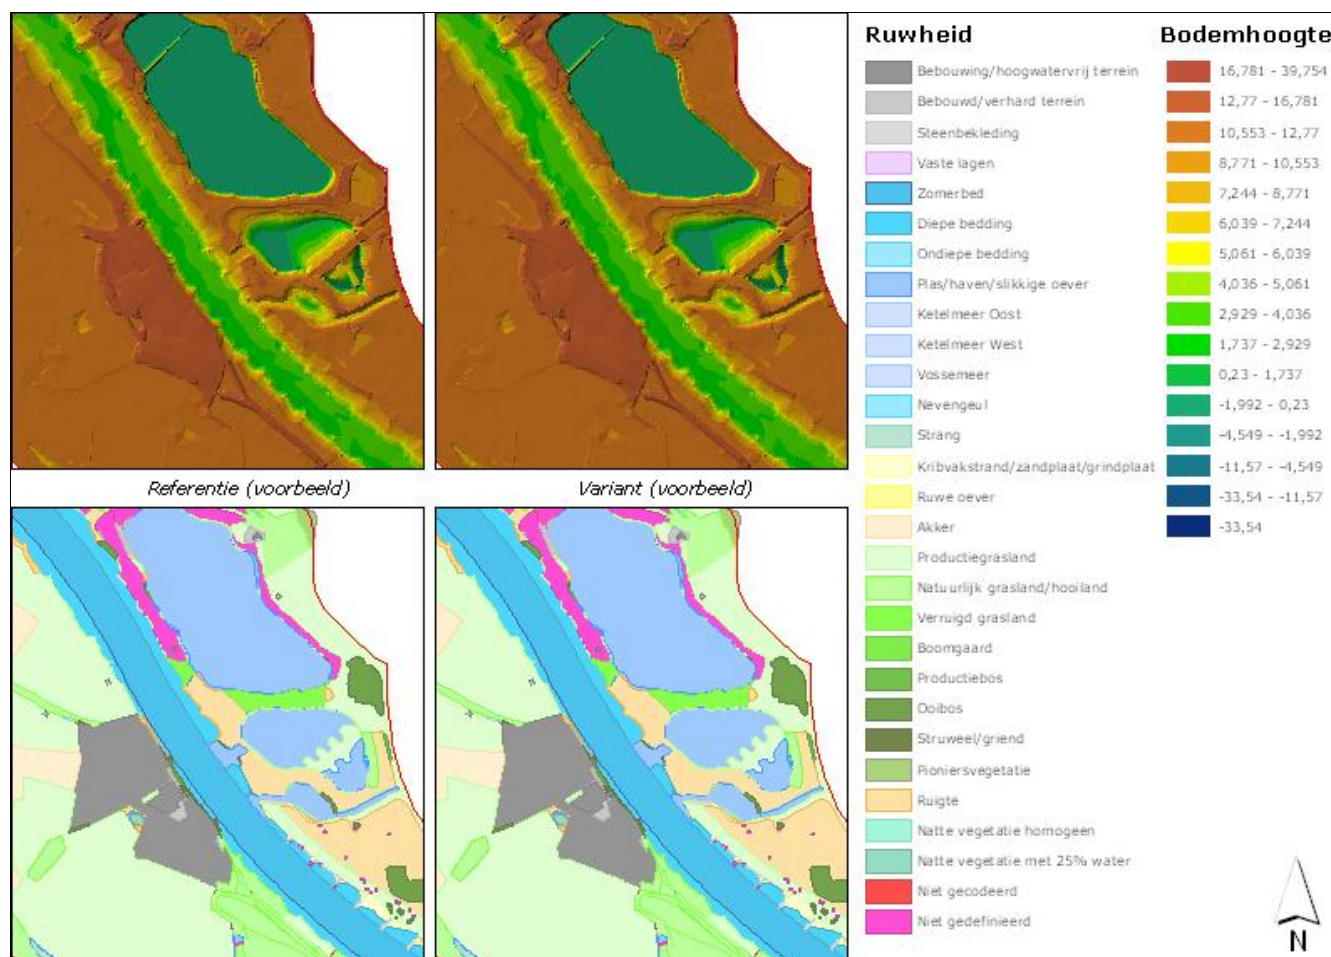 Ruwheid
Bebouwing/hoogwatervrij terrein
Bebouwd/verhard terrein
Steenbekleding
Vaste lagen
Zomerbed
Diepe bedding
Ondiepe bedding
Plas/haven/slikkige oever
Ketelmeer Oost
Ketelmeer West
Vossemeer
Nevengeul
Strang
Kribvakstrand/zandplaat/grindplaat
Ruwe oever
Akker
Productiegrasland
Natuurlijk grasland/hooiland
Verruigd grasland
Boomgaard
Productiebos
Ooibos
Struweel/griend
Pioniersvegetatie
Ruigte
Natte vegetatie homogeen
Natte vegetatie met 25% water
Niet gecodeerd
Niet gedefinieerd
Bodemhoogte
16,781 - 39,754
12,77 - 16,781
10,553 - 12,77
8,771 - 10,553
7,244 - 8,771
6,039 - 7,244
5,061 - 6,039
4,036 - 5,061
2,929 - 4,036
1,737 - 2,929
0,23 - 1,737
-1,992 - 0,23
-4,549 - -1,992
-11,57 - -4,549
-33,54 - -11,57
-33,54
Referentie (voorbeeld)
Variant (voorbeeld)
N